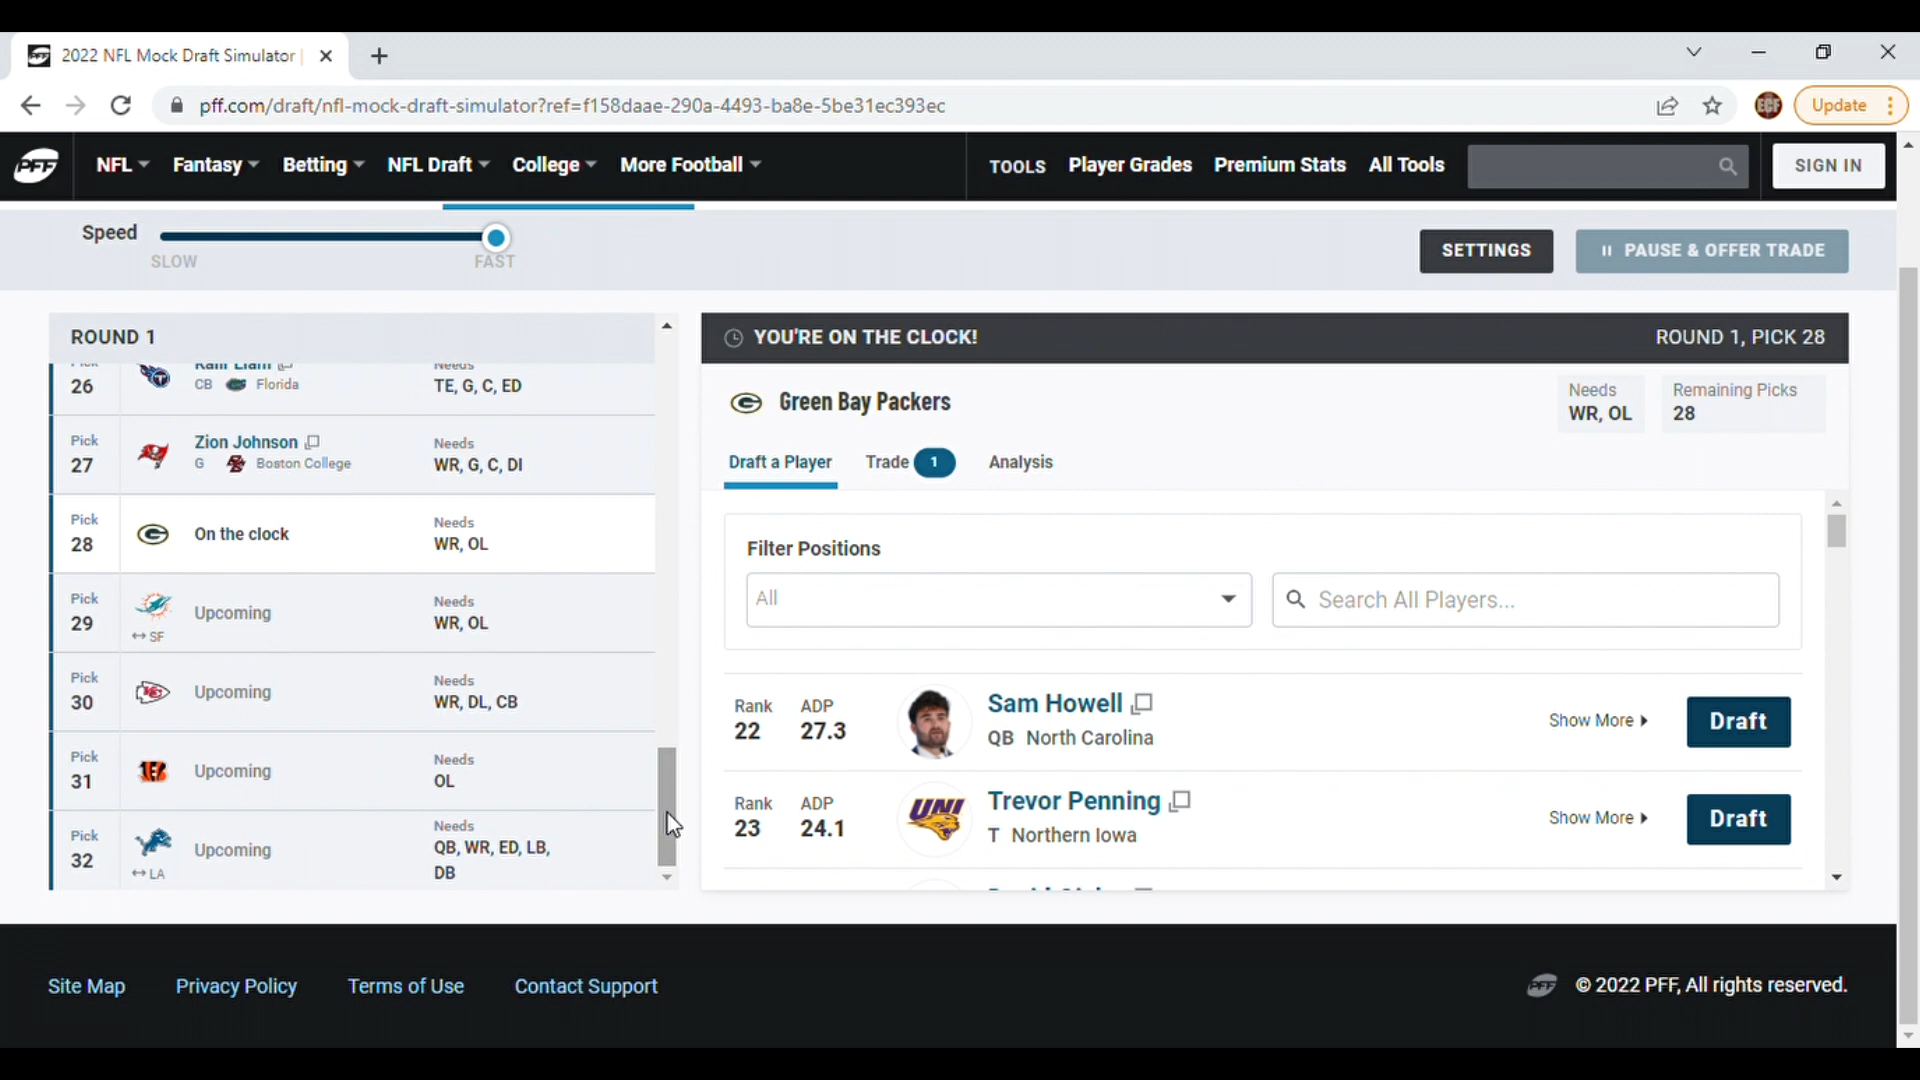 2022 NFL Mock Draft Simulator |
pff.com/draft/nfl-mock-draft-simulator?ref=f158daae-290a-4493-ba8e-5be31ec393ec
Update
PFF
NFL Fantasy Betting NFL Draft College More Football
TOOLS Player Grades Premium Stats All Tools
SIGN IN
Speed
SLOW FAST
SETTINGS
PAUSE & OFFER TRADE
ROUND 1
26
CB Florida
Needs
TE, G, C, ED
Pick
27
Zion Johnson
G Boston College
Needs
WR, G, C, DI
Pick
28
On the clock
Needs
WR, OL
Pick
29
↔ SF
Upcoming
Needs
WR, OL
Pick
30
Upcoming
Needs
WR, DL, CB
Pick
31
Upcoming
Needs
OL
Pick
32
↔ LA
Upcoming
Needs
QB, WR, ED, LB,
DB
YOU'RE ON THE CLOCK!
ROUND 1, PICK 28
Green Bay Packers
Needs
WR, OL
Remaining Picks
28
Draft a Player Trade 1 Analysis
Filter Positions
All
Search All Players...
Rank
22
ADP
27.3
Sam Howell
QB North Carolina
Show More
Draft
Rank
23
ADP
24.1
UNI
Trevor Penning
T Northern Iowa
Show More
Draft
Site Map Privacy Policy Terms of Use Contact Support
PFF © 2022 PFF, All rights reserved.